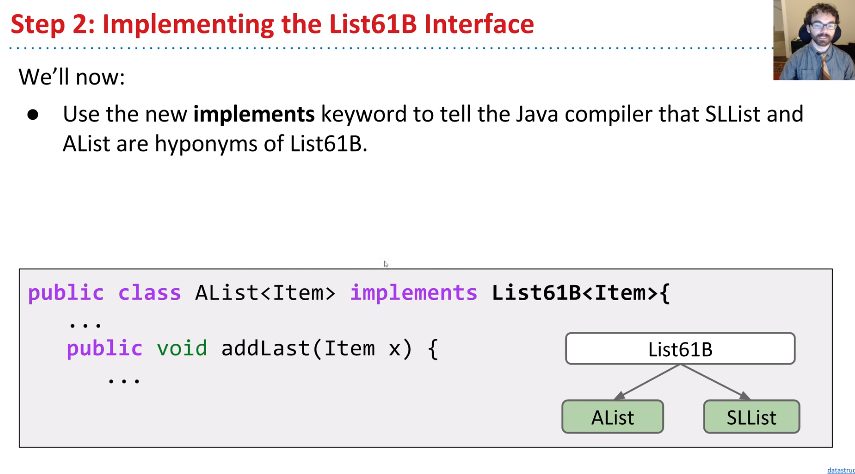 Step 2: Implementing the List61B Interface
We’ll now:
● Use the new implements keyword to tell the Java compiler that SLList and
AList are hyponyms of List61B.
public class AList<Item> implements List61B<Item>{
...
public void addLast(Item x) {
...
List61B
AList
SLList
datastruc